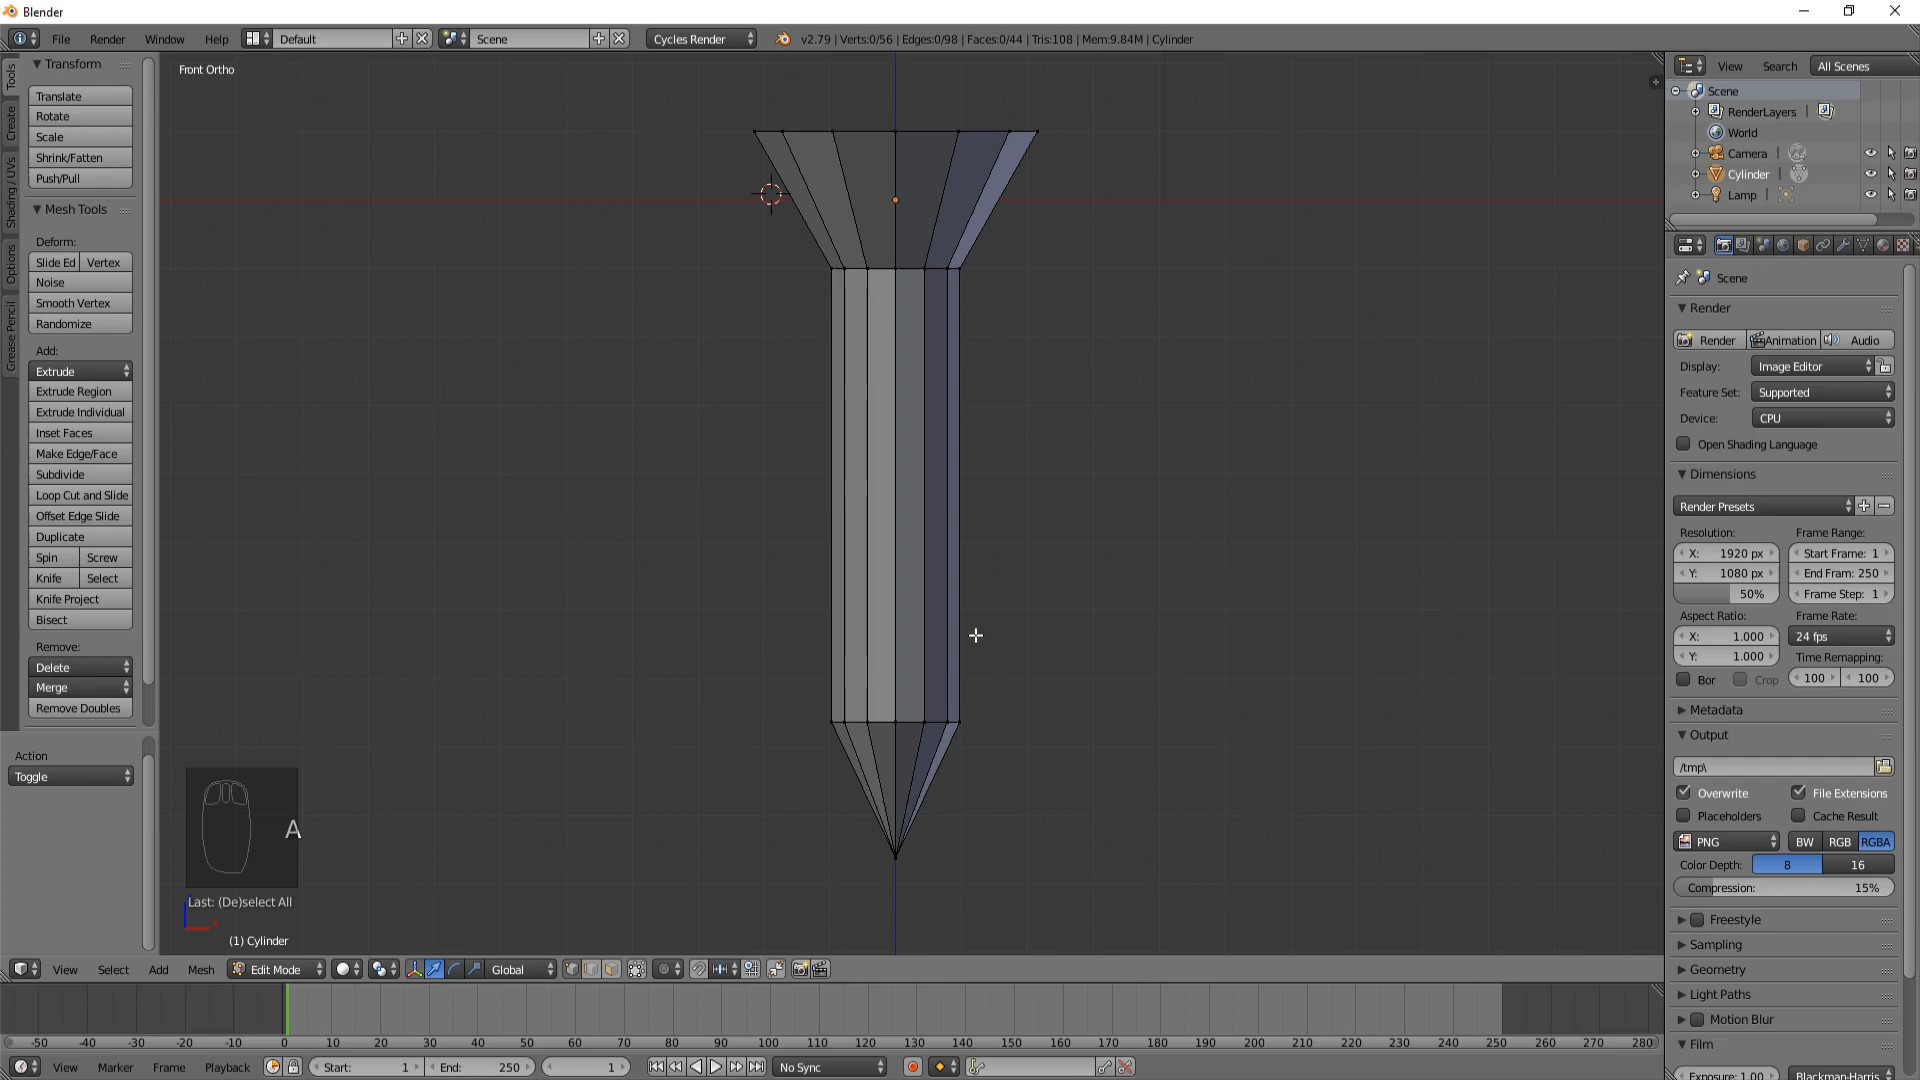 Blender
File Render Window Help Default Scene Cycles Render v2.79 | Verts:0/56 | Edges:0/98 | Faces:0/44 | Tris:108 | Mem:9.84M | Cylinder
Tools
Create
Shading / UVs
Options
Grease Pencil
Transform
Translate
Rotate
Scale
Shrink/Fatten
Push/Pull
Mesh Tools
Deform:
Slide Ed Vertex
Noise
Smooth Vertex
Randomize
Add:
Extrude
Extrude Region
Extrude Individual
Inset Faces
Make Edge/Face
Subdivide
Loop Cut and Slide
Offset Edge Slide
Duplicate
Spin Screw
Knife Select
Knife Project
Bisect
Remove:
Delete
Merge
Remove Doubles
Action
Toggle
Front Ortho
A
Last: (De)select All
(1) Cylinder
View Search All Scenes
Scene
RenderLayers |
World
Camera |
Cylinder |
Lamp |
Scene
Render
Render Animation Audio
Display: Image Editor
Feature Set: Supported
Device: CPU
Open Shading Language
Dimensions
Render Presets
Resolution: Frame Range:
X: 1920 px Start Frame: 1
Y: 1080 px End Fram: 250
50% Frame Step: 1
Aspect Ratio: Frame Rate:
X: 1.000 24 fps
Y: 1.000 Time Remapping:
Bor Crop 100 100
Metadata
Output
/tmp\
Overwrite File Extensions
Placeholders Cache Result
PNG BW RGB RGBA
Color Depth: 8 16
Compression: 15%
Freestyle
Sampling
Geometry
Light Paths
Motion Blur
Film
Exposure: 1.00 Blackman-Harris
View Select Add Mesh Edit Mode Global
-50 -40 -30 -20 -10 0 10 20 30 40 50 60 70 80 90 100 110 120 130 140 150 160 170 180 190 200 210 220 230 240 250 260 270 280
View Marker Frame Playback Start: 1 End: 250 1 No Sync